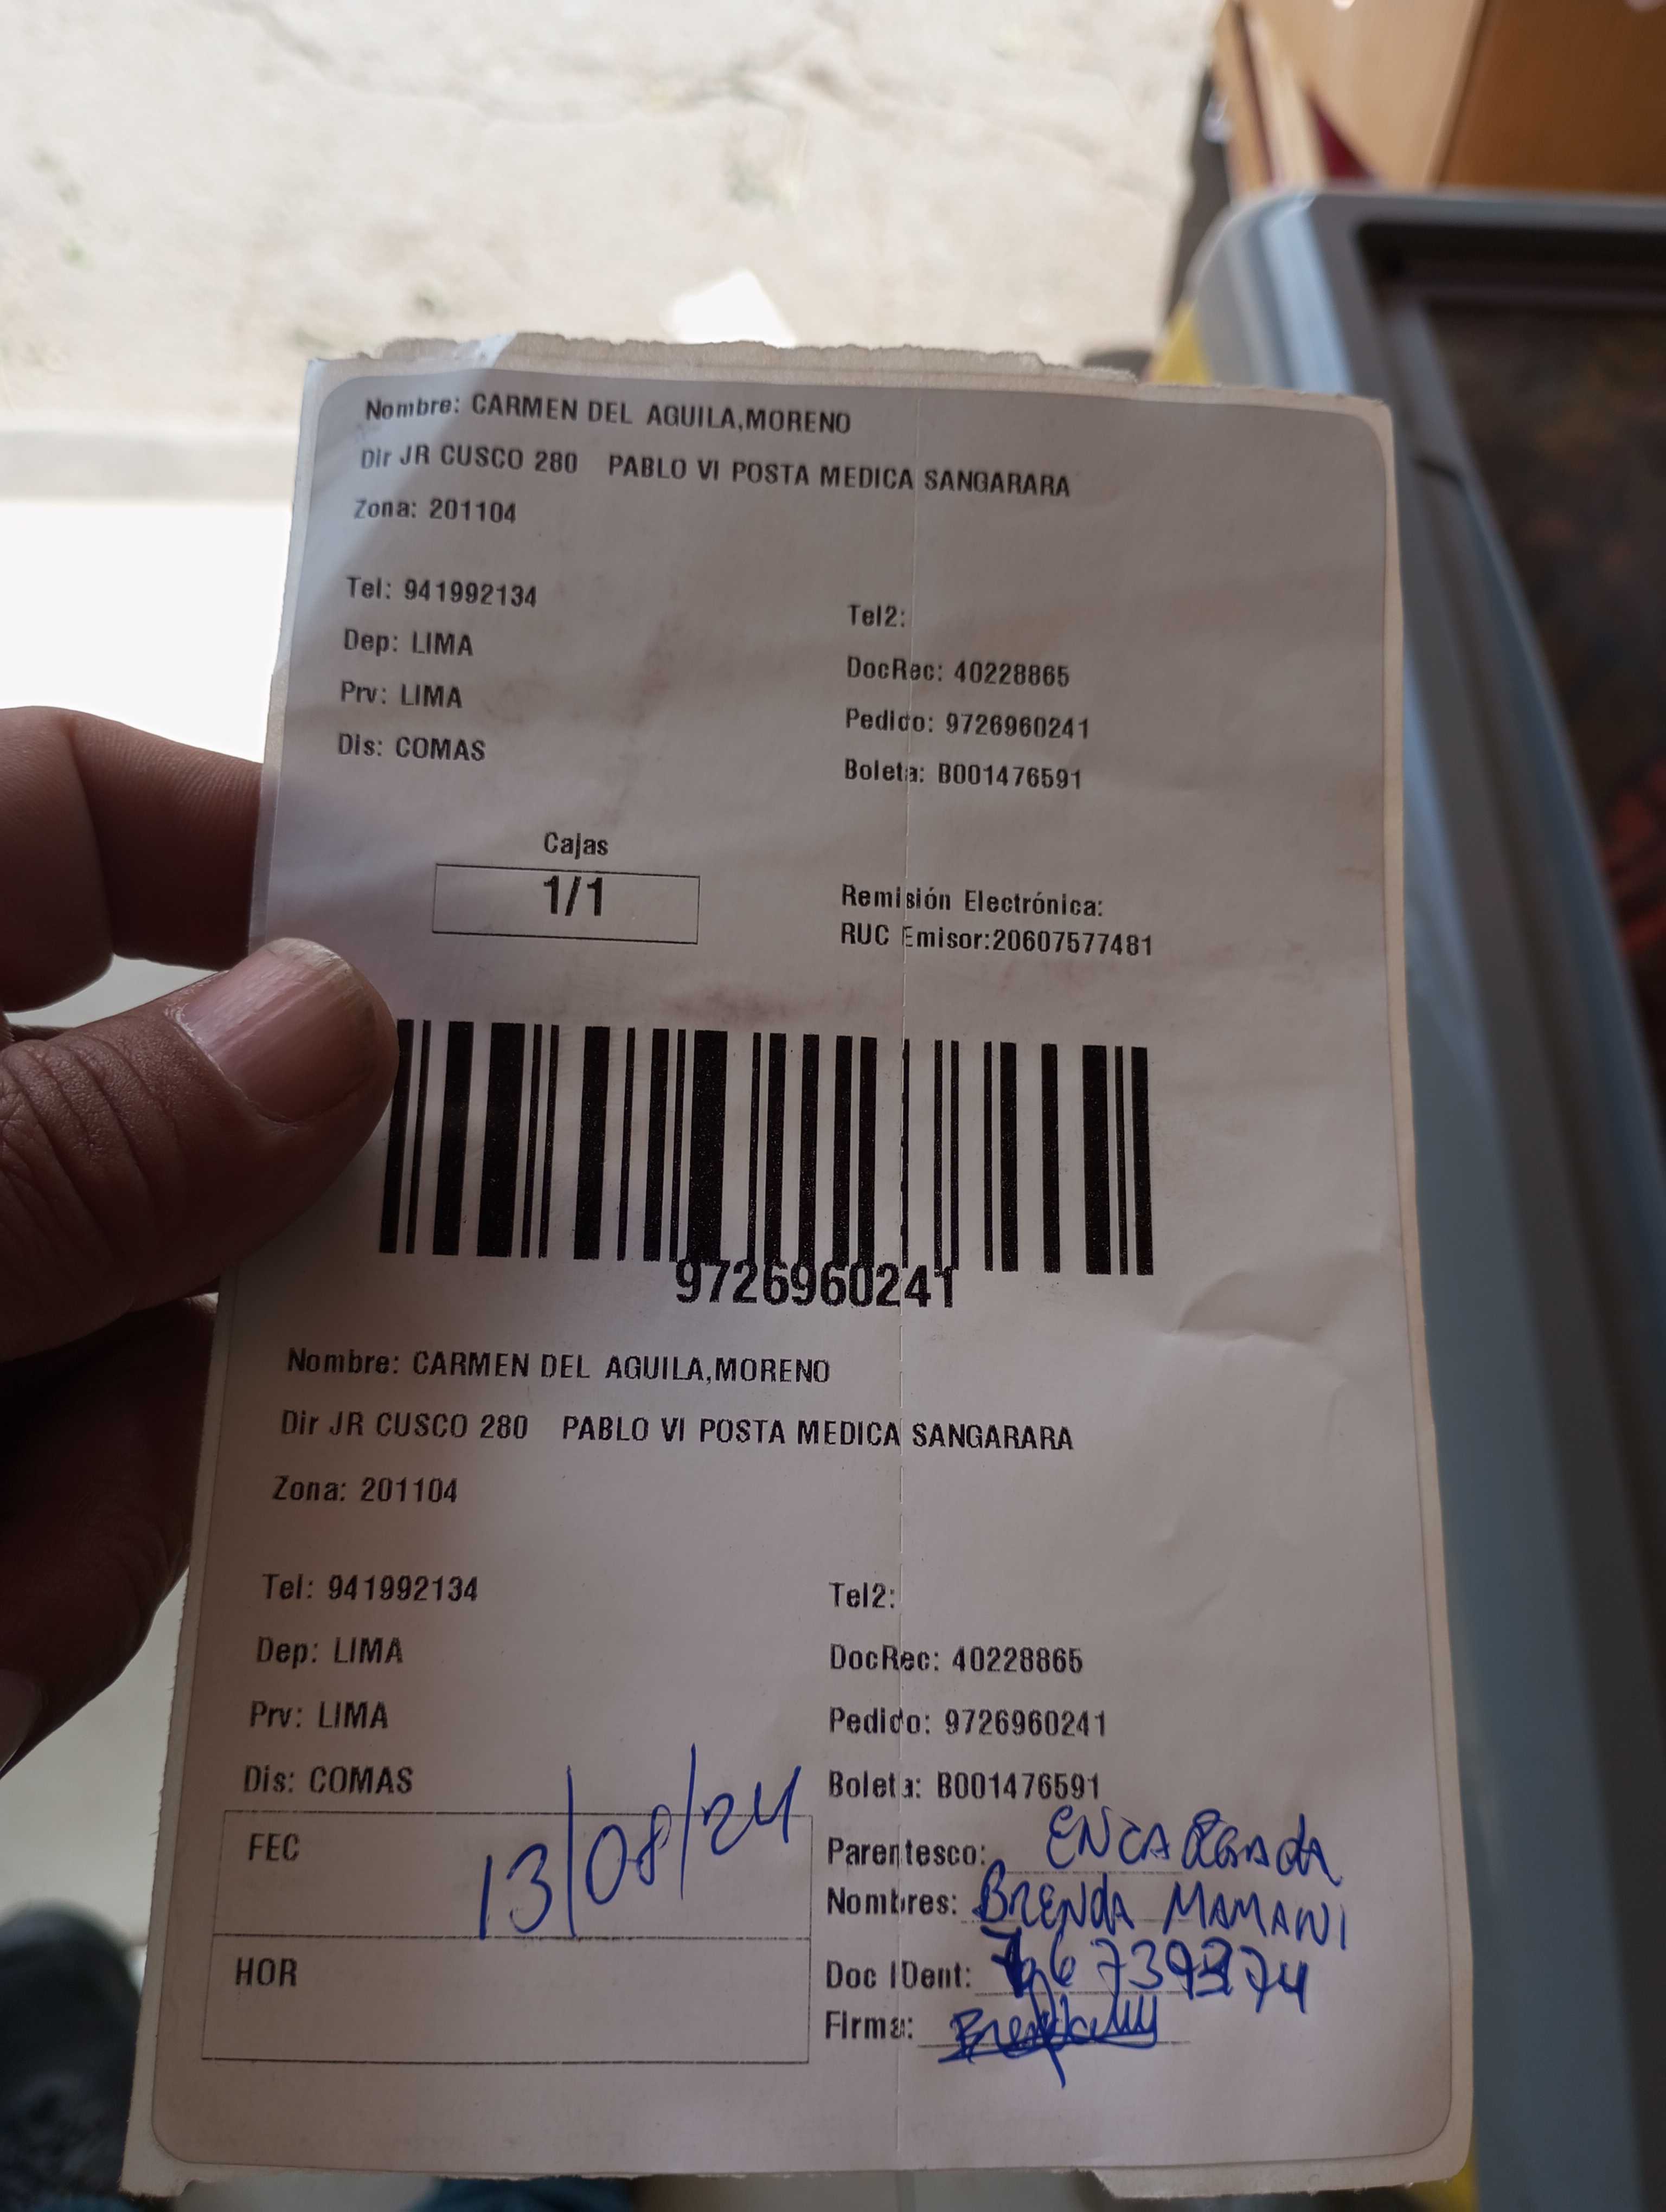 Nombre: CARMEN DEL AGUILA,MORENO
Dir JR CUSCO 280 PABLO VI POSTA MEDICA SANGARARA
Zona: 201104
Tel: 941992134
Tel2:
Dep: LIMA
DocRec: 40228865
Prv: LIMA
Pedido: 9726960241
Dis: COMAS
Boleta: B001476591
Cajas
1/1
Remisión Electrónica:
RUC Emisor:20607577481
9726960241
Nombre: CARMEN DEL AGUILA,MORENO
Dir JR CUSCO 280 PABLO VI POSTA MEDICA SANGARARA
Zona: 201104
Tel: 941992134
Tel2:
Dep: LIMA
DocRec: 40228865
Prv: LIMA
Pedido: 9726960241
Dis: COMAS
Boleta: B001476591
FEC 13/08/24
Parentesco: ENCARGADA
Nombres: BRENDA MAMANI
HOR
Doc IDent:
Firma: